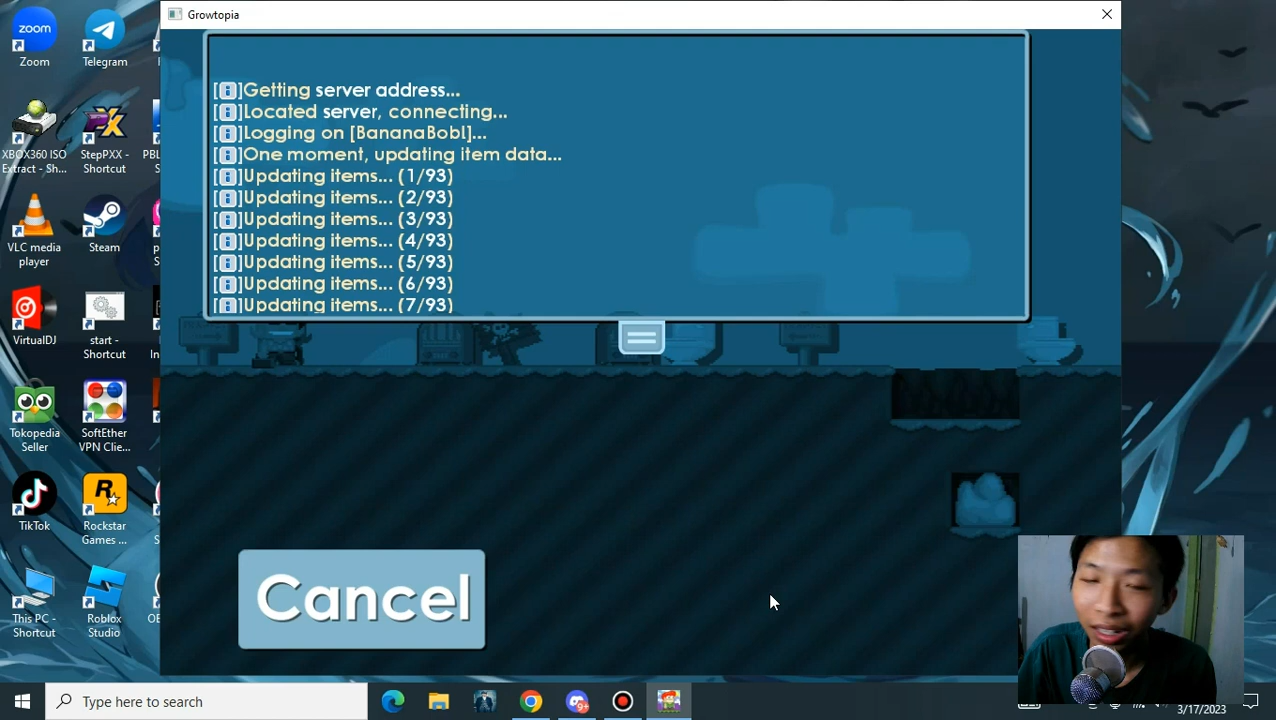 Growtopia
[i]Getting server address...
[i]Located server, connecting...
[i]Logging on [BananaBobl]...
[i]One moment, updating item data...
[i]Updating items... (1/93)
[i]Updating items... (2/93)
[i]Updating items... (3/93)
[i]Updating items... (4/93)
[i]Updating items... (5/93)
[i]Updating items... (6/93)
[i]Updating items... (7/93)
Cancel
zoom
Zoom
Telegram
XBOX360 ISO
Extract - Sh...
StepPXX -
Shortcut
PBL
S
VLC media
player
Steam
VirtualDJ
start -
Shortcut
Tokopedia
Seller
SoftEther
VPN Clie...
TikTok
Rockstar
Games ...
This PC -
Shortcut
Roblox
Studio
Type here to search
9+
3/17/2023